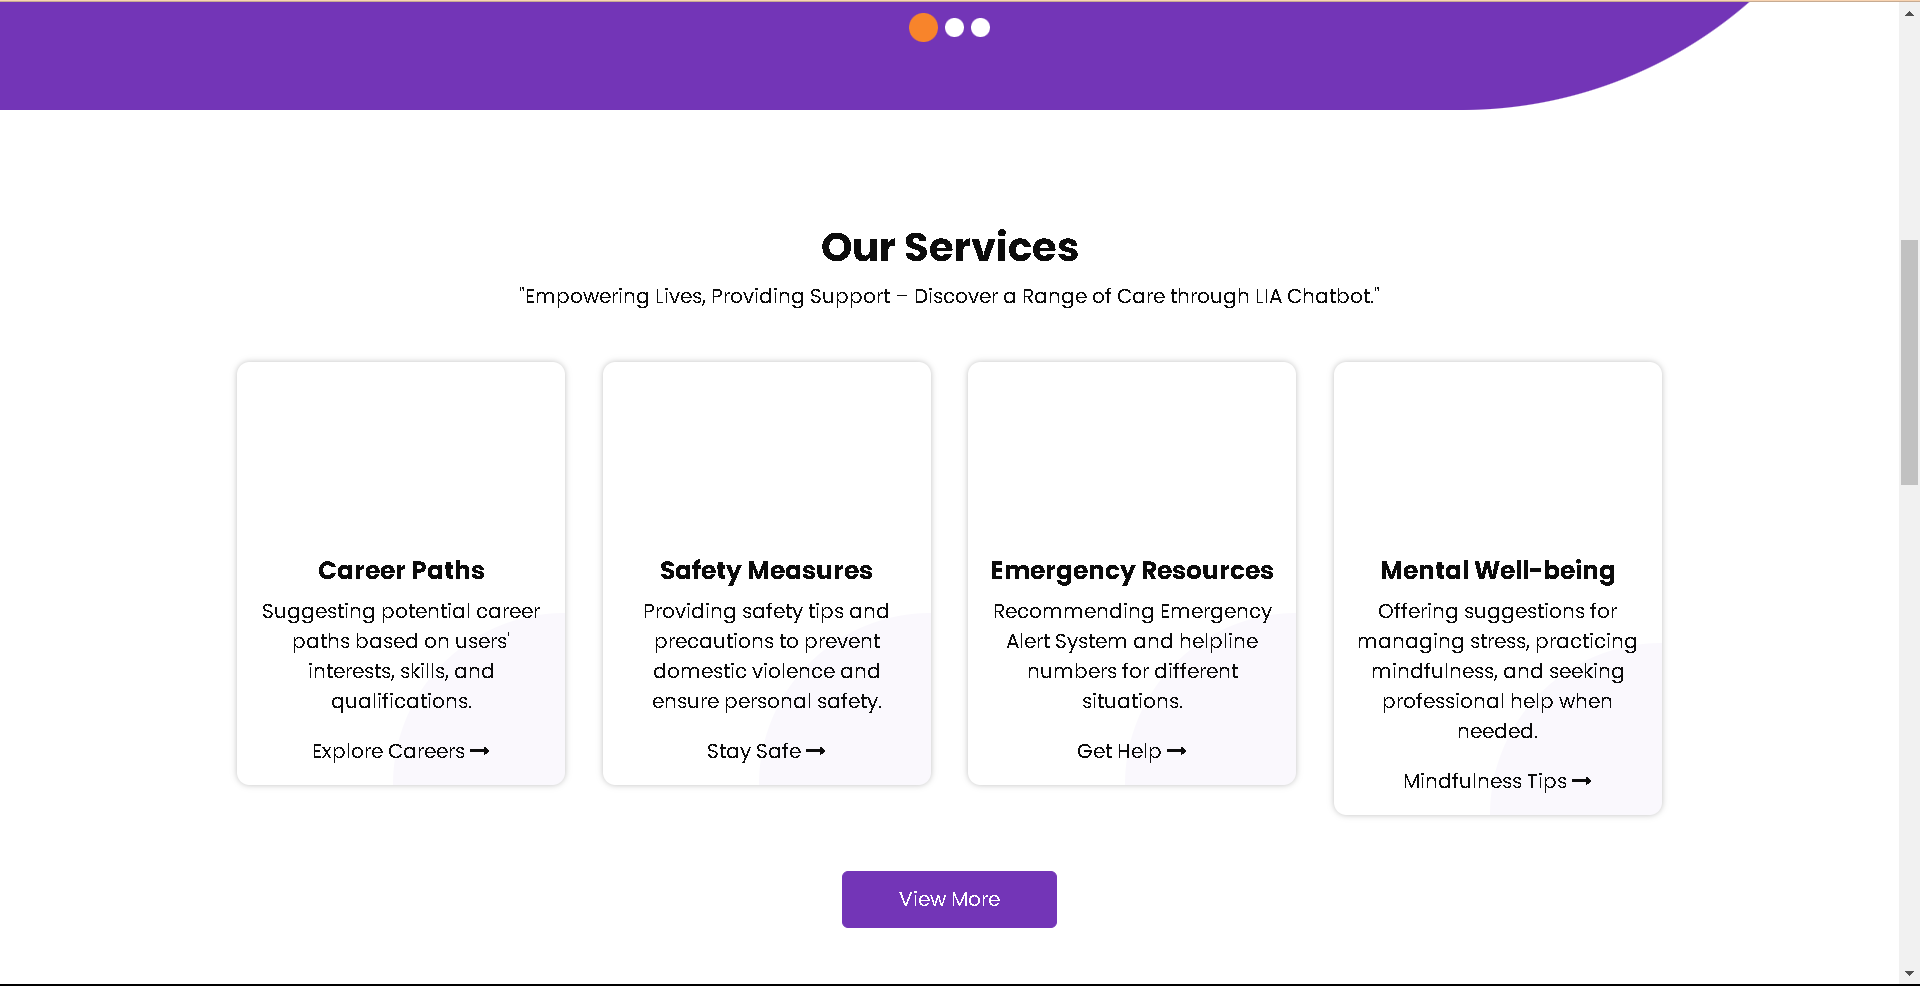 Our Services
"Empowering Lives, Providing Support – Discover a Range of Care through LIA Chatbot."
Career Paths
Suggesting potential career
paths based on users'
interests, skills, and
qualifications.
Explore Careers
Safety Measures
Providing safety tips and
precautions to prevent
domestic violence and
ensure personal safety.
Stay Safe
Emergency Resources
Recommending Emergency
Alert System and helpline
numbers for different
situations.
Get Help
Mental Well-being
Offering suggestions for
managing stress, practicing
mindfulness, and seeking
professional help when
needed.
Mindfulness Tips
View More